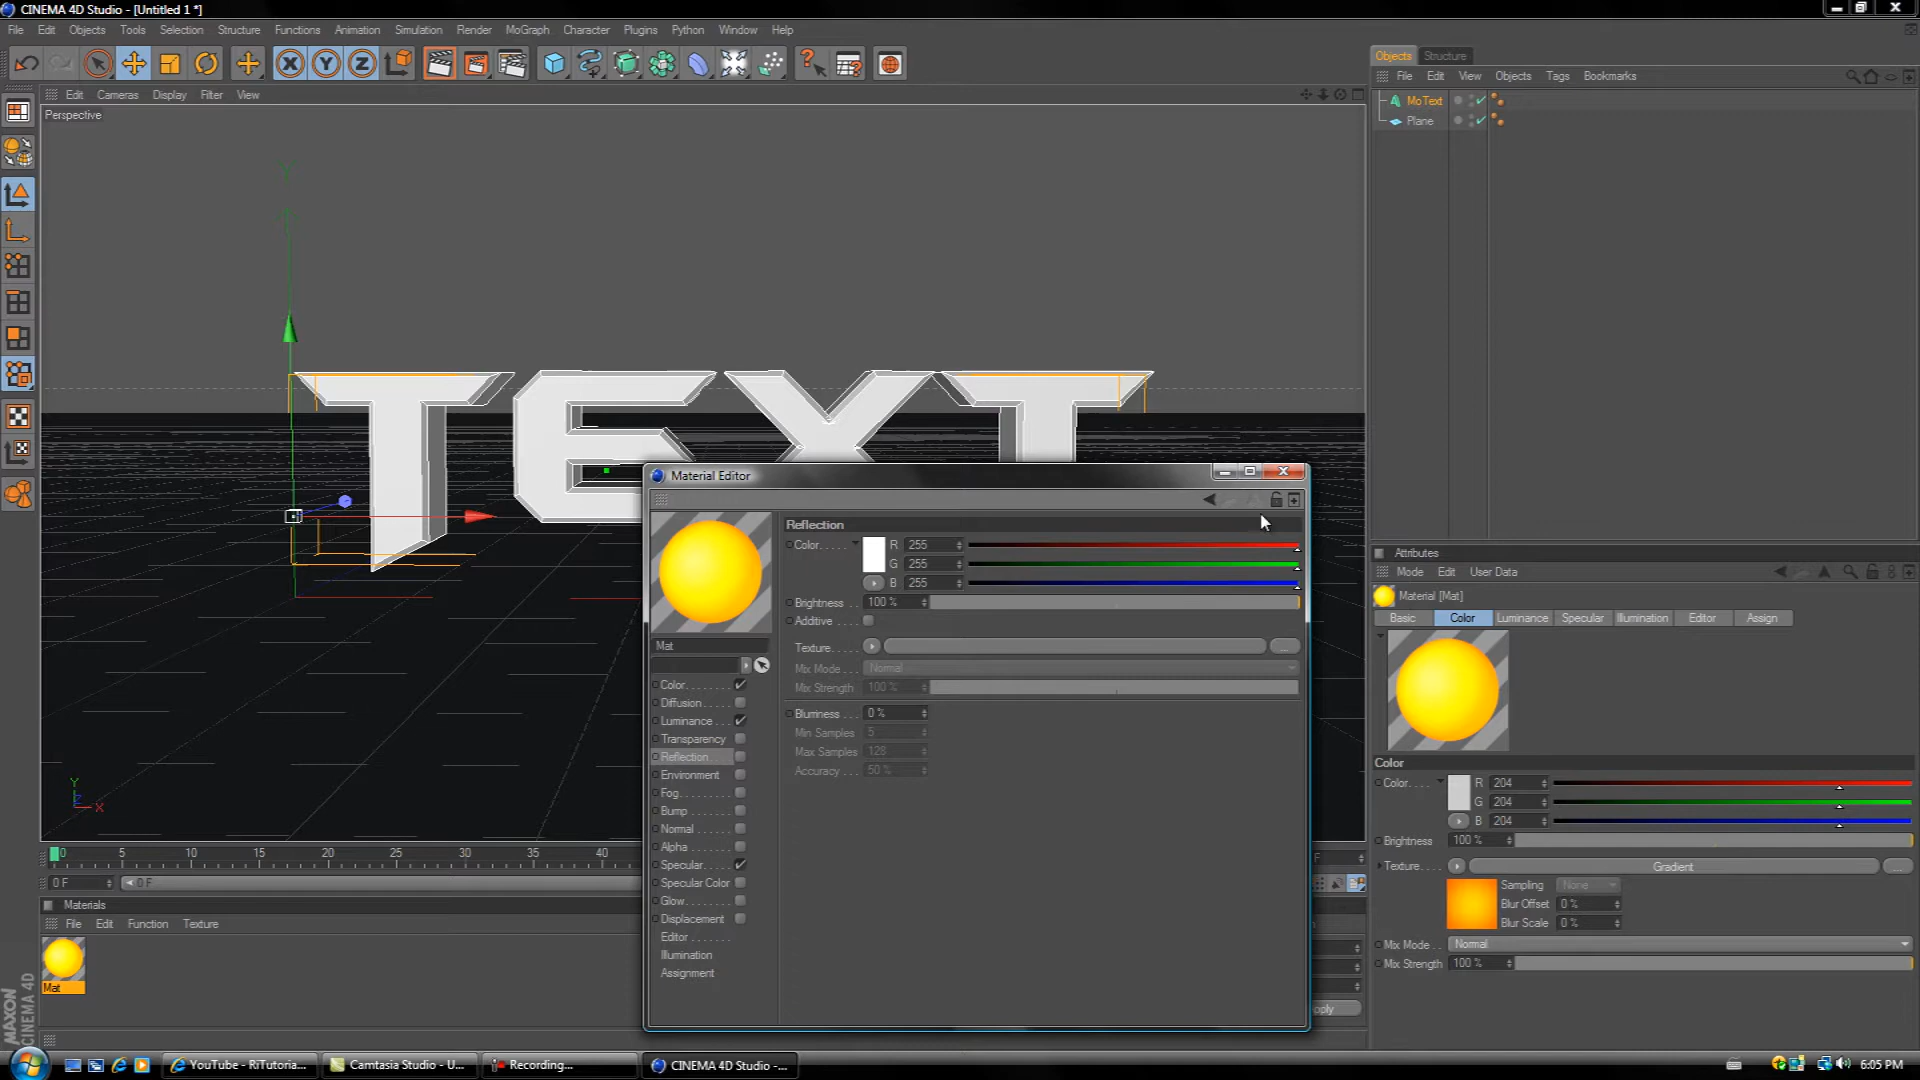 CINEMA 4D Studio - [Untitled 1 *]
File Edit Objects Tools Selection Structure Functions Animation Simulation Render MoGraph Character Plugins Python Window Help
Objects Structure
File Edit View Objects Tags Bookmarks
MoText
Plane
Edit Cameras Display Filter View
Perspective
TEXT
Y
X
Material Editor
Reflection
Color R 255
G 255
B 255
Brightness 100 %
Additive
Texture
Mix Mode Normal
Mix Strength 100 %
Blurriness 0 %
Min Samples 5
Max Samples 128
Accuracy 50 %
Mat
Color
Diffusion
Luminance
Transparency
Reflection
Environment
Fog
Bump
Normal
Alpha
Specular
Specular Color
Glow
Displacement
Editor
Illumination
Assignment
Attributes
Mode Edit User Data
Material [Mat]
Basic Color Luminance Specular Illumination Editor Assign
Color
Color R 204
G 204
B 204
Brightness 100 %
Texture Gradient ...
Sampling None
Blur Offset 0 %
Blur Scale 0 %
Mix Mode Normal
Mix Strength 100 %
0 5 10 15 20 25 30 35 40
0 F 0 F
Materials
File Edit Function Texture
Mat
MAXON
CINEMA 4D
YouTube - RiTutoria... Camtasia Studio - U... Recording... CINEMA 4D Studio -... 6:05 PM